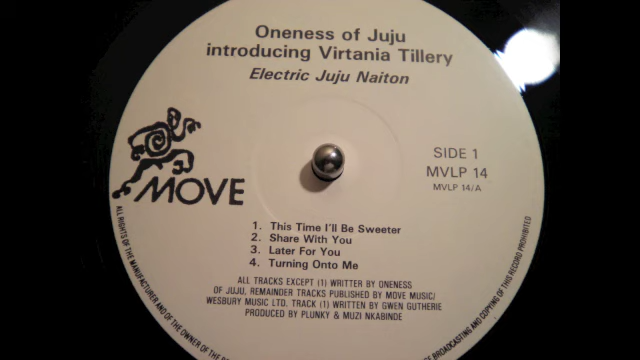 Oneness of Juju
introducing Virtania Tillery
Electric Juju Naiton
SIDE 1
MVLP 14
MVLP 14/A
MOVE
1. This Time I'll Be Sweeter
2. Share With You
3. Later For You
4. Turning Onto Me
ALL TRACKS EXCEPT (1) WRITTEN BY ONENESS
OF JUJU, REMAINDER TRACKS PUBLISHED BY MOVE MUSIC/
WESBURY MUSIC LTD. TRACK (1) WRITTEN BY GWEN GUTHERIE
PRODUCED BY PLUNKY & MUZI NKABINDE
ALL RIGHTS OF THE MANUFACTURER AND OF THE OWNER OF THE
BROADCASTING AND COPYING OF THIS RECORD PROHIBITED